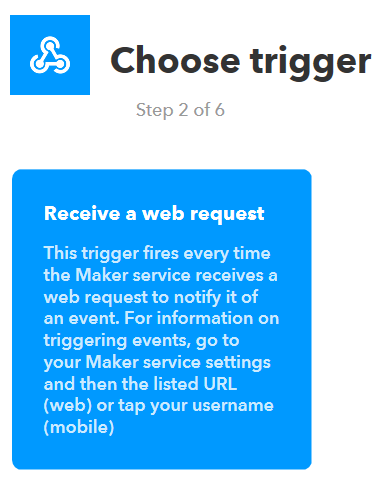 Choose trigger
Step 2 of 6
Receive a web request
This trigger fires every time
the Maker service receives a
web request to notify it of
an event. For information on
triggering events, go to
your Maker service settings
and then the listed URL
(web) or tap your username
(mobile)